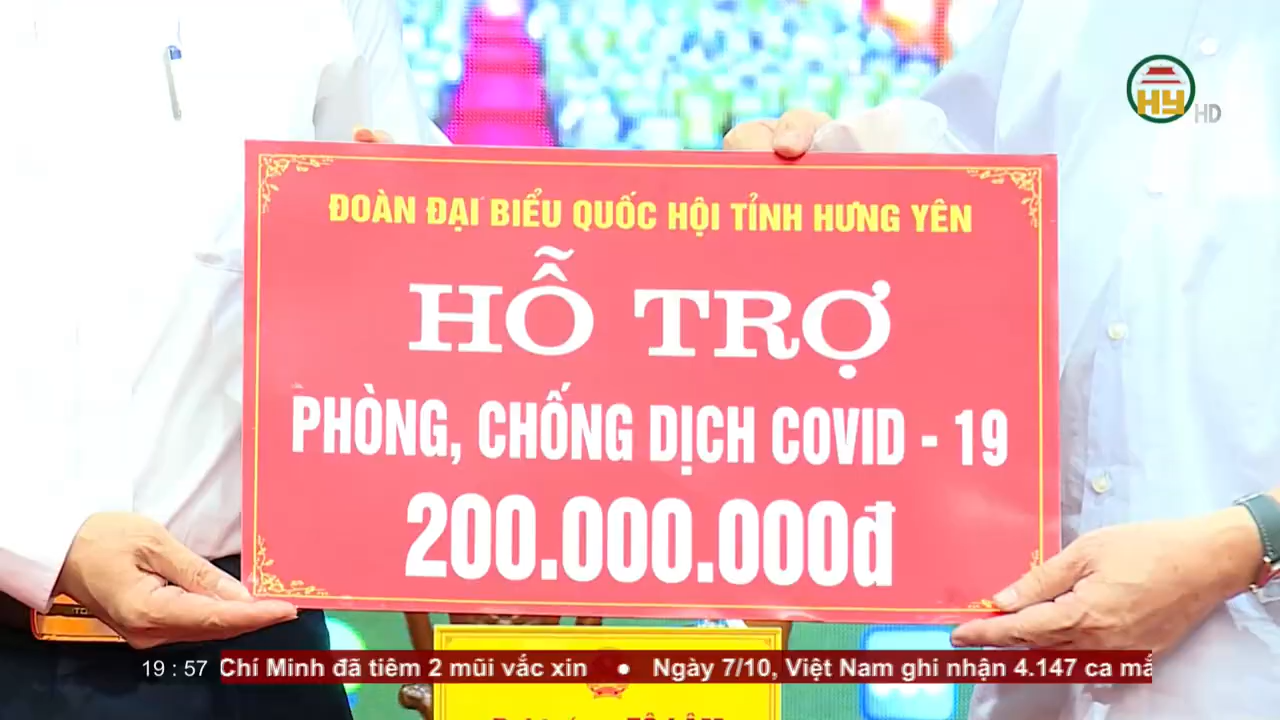 HY HD
ĐOÀN ĐẠI BIỂU QUỐC HỘI TỈNH HƯNG YÊN
HỖ TRỢ
PHÒNG, CHỐNG DỊCH COVID - 19
200.000.000đ
19 : 57 Chí Minh đã tiêm 2 mũi vắc xin ● Ngày 7/10, Việt Nam ghi nhận 4.147 ca mắ